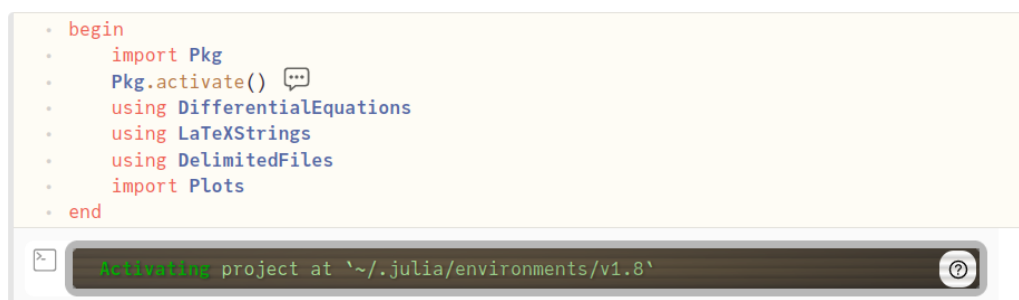 begin
import Pkg
Pkg.activate()
using DifferentialEquations
using LaTeXStrings
using DelimitedFiles
import Plots
end
Activating project at `~/.julia/environments/v1.8`